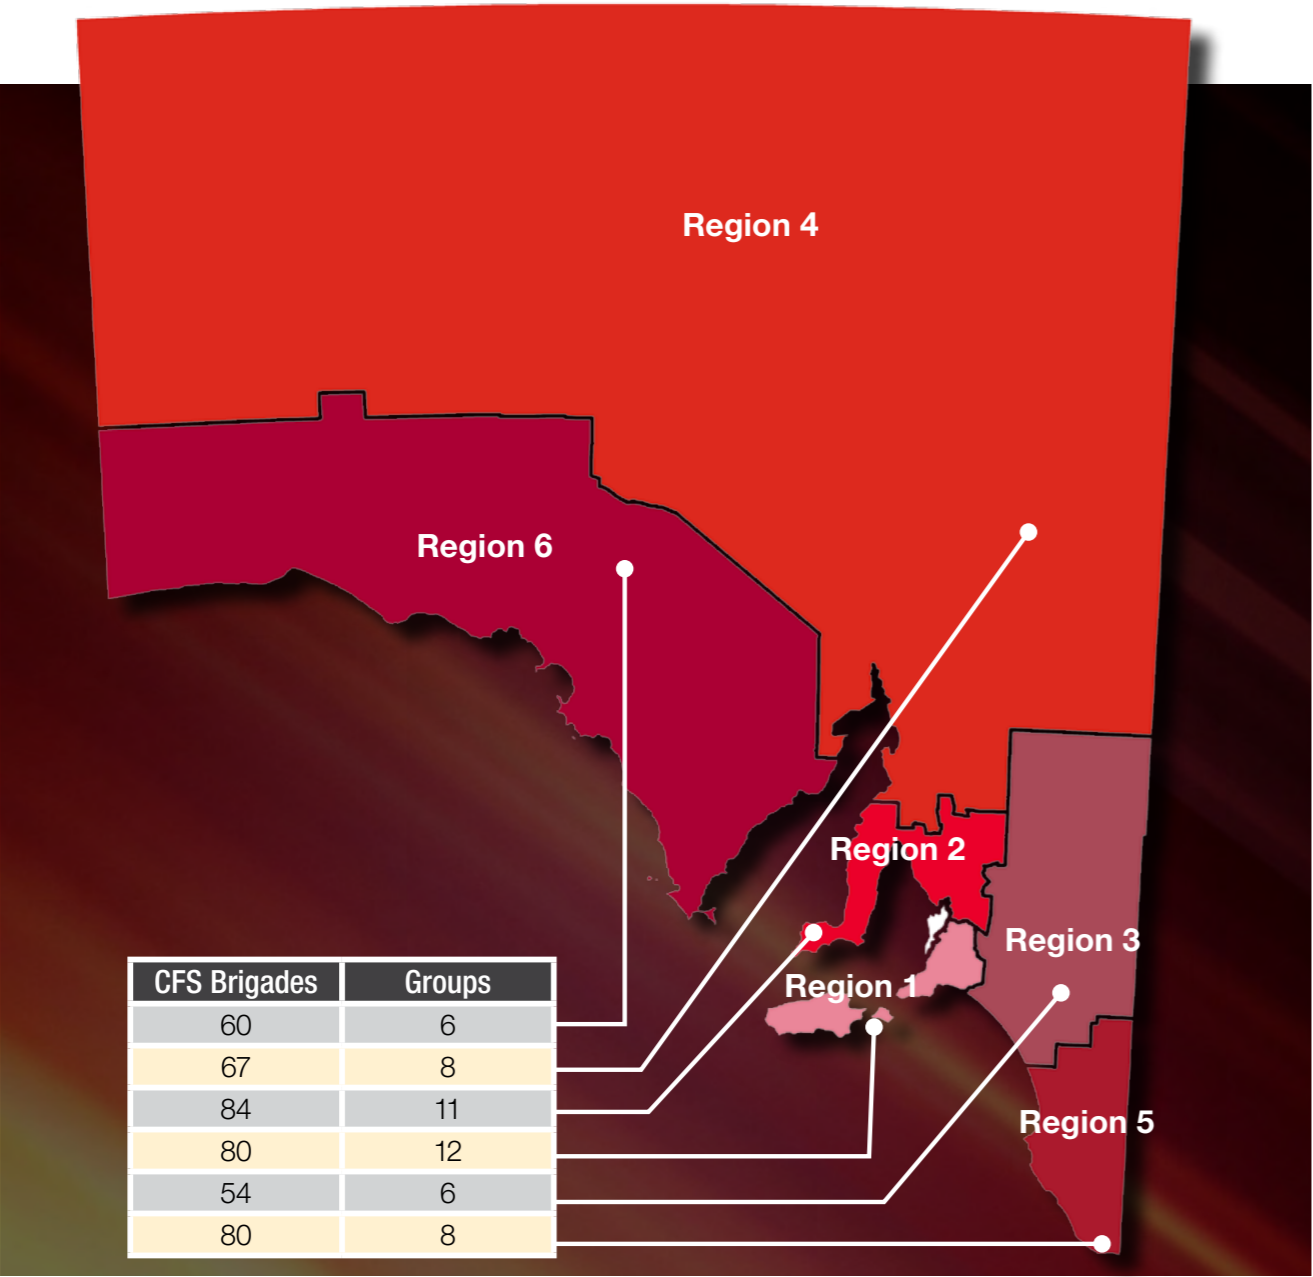 Region 4
Region 6
Region 2
Region 3
Region 1
Region 5
CFS Brigades Groups
60 6
67 8
84 11
80 12
54 6
80 8